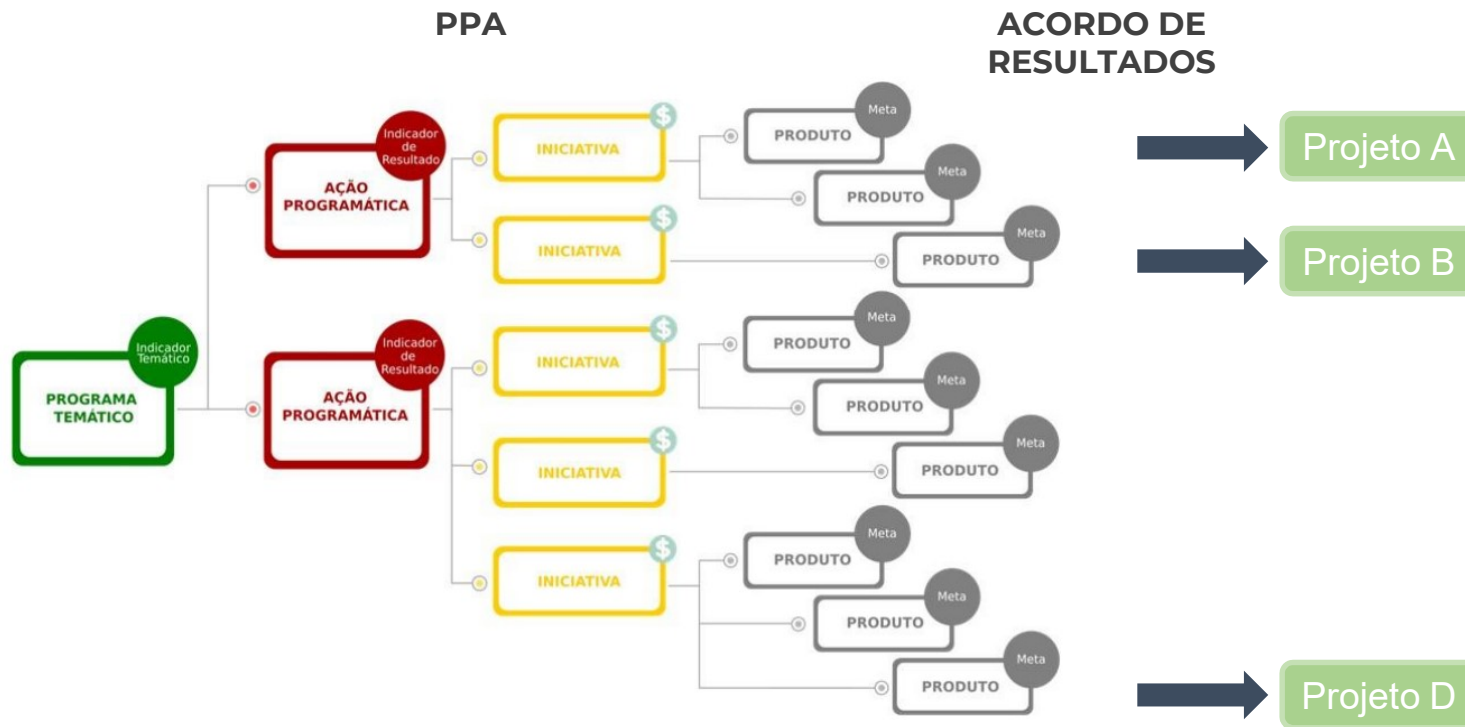 PPA
ACORDO DE
RESULTADOS
Indicador
de
Resultado
AÇÃO
PROGRAMÁTICA
$
INICIATIVA
Meta
PRODUTO
Meta
PRODUTO
Projeto A
$
INICIATIVA
Meta
PRODUTO
Projeto B
Indicador
Temático
PROGRAMA
TEMÁTICO
Indicador
de
Resultado
AÇÃO
PROGRAMÁTICA
$
INICIATIVA
Meta
PRODUTO
Meta
PRODUTO
$
INICIATIVA
Meta
PRODUTO
$
INICIATIVA
Meta
PRODUTO
Meta
PRODUTO
Meta
PRODUTO
Projeto D